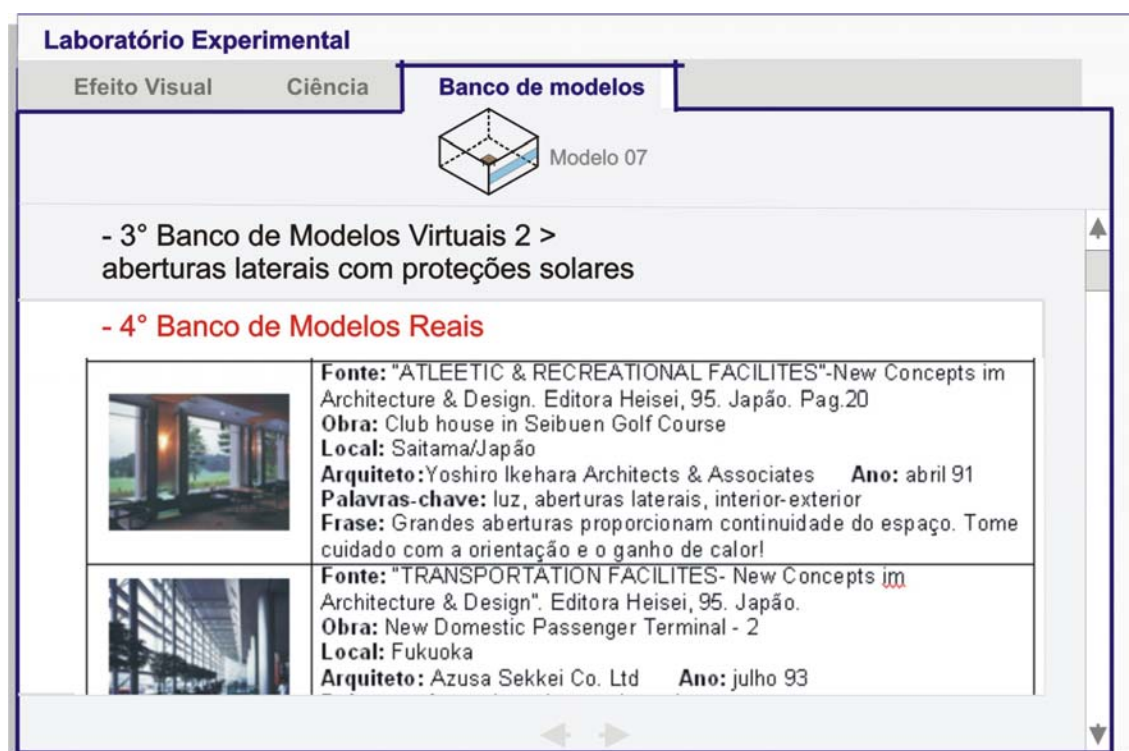 Laboratório Experimental
Efeito Visual Ciência Banco de modelos
Modelo 07
- 3° Banco de Modelos Virtuais 2 >
aberturas laterais com proteções solares
- 4° Banco de Modelos Reais
Fonte: "ATLEETIC & RECREATIONAL FACILITES"-New Concepts im
Architecture & Design. Editora Heisei, 95. Japão. Pag.20
Obra: Club house in Seibuen Golf Course
Local: Saitama/Japão
Arquiteto:Yoshiro Ikehara Architects & Associates Ano: abril 91
Palavras-chave: luz, aberturas laterais, interior-exterior
Frase: Grandes aberturas proporcionam continuidade do espaço. Tome
cuidado com a orientação e o ganho de calor!
Fonte: "TRANSPORTATION FACILITES- New Concepts im
Architecture & Design". Editora Heisei, 95. Japão.
Obra: New Domestic Passenger Terminal - 2
Local: Fukuoka
Arquiteto: Azusa Sekkei Co. Ltd Ano: julho 93